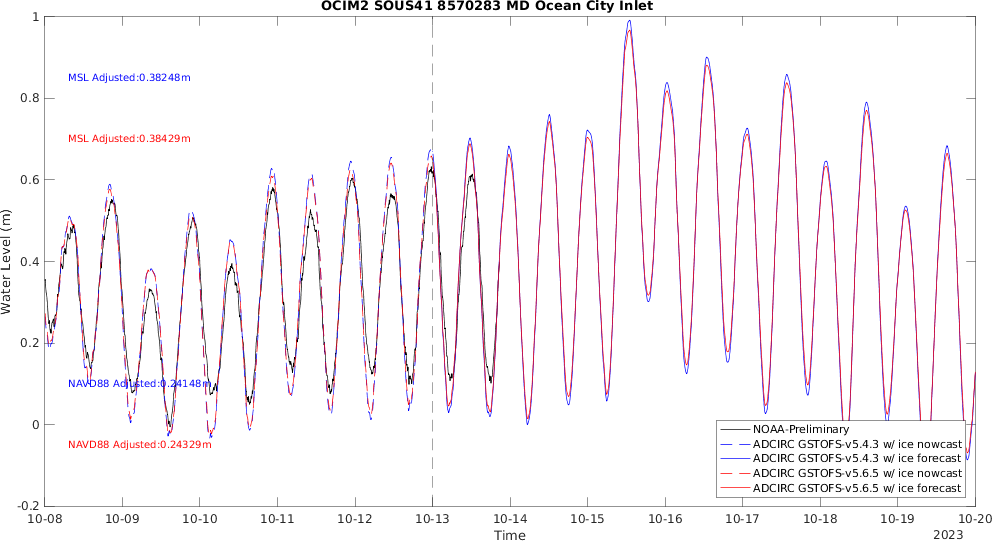 OCIM2 SOUS41 8570283 MD Ocean City Inlet
MSL Adjusted:0.38248m
MSL Adjusted:0.38429m
NAVD88 Adjusted:0.24148m
NAVD88 Adjusted:0.24329m
Water Level (m)
1
0.8
0.6
0.4
0.2
0
-0.2
NOAA-Preliminary
ADCIRC GSTOFS-v5.4.3 w/ ice nowcast
ADCIRC GSTOFS-v5.4.3 w/ ice forecast
ADCIRC GSTOFS-v5.6.5 w/ ice nowcast
ADCIRC GSTOFS-v5.6.5 w/ ice forecast
10-08 10-09 10-10 10-11 10-12 10-13 10-14 10-15 10-16 10-17 10-18 10-19 10-20
Time
2023